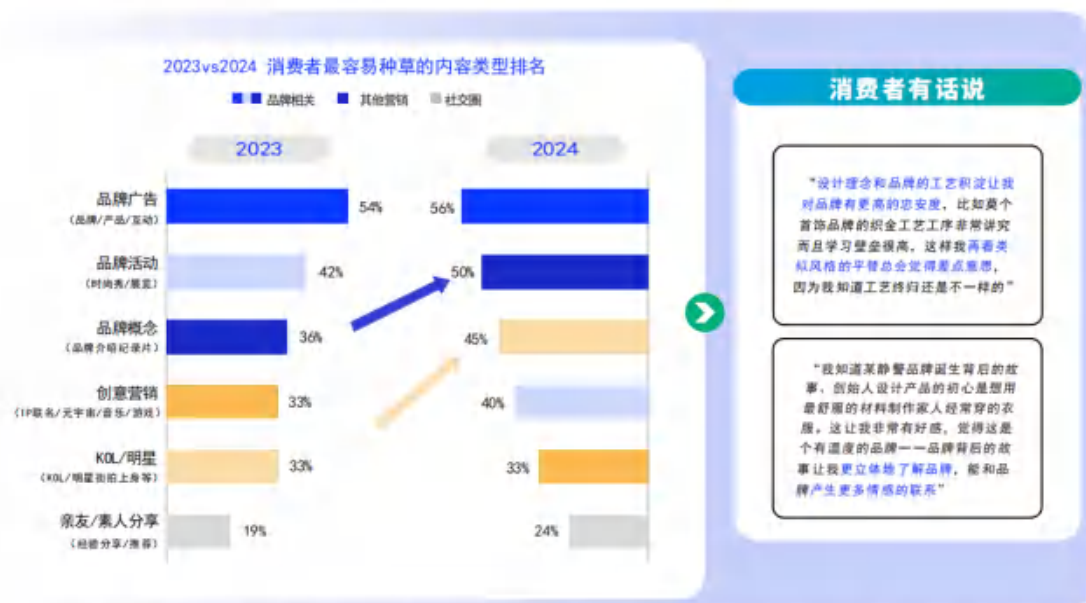 2023vs2024 消费者最容易种草的内容类型排名
品牌相关 其他营销 社交圈
2023
2024
品牌广告
(品牌/产品/互动)
54%
56%
品牌活动
(时尚秀/展览)
42%
50%
品牌概念
(品牌介绍纪录片)
36%
45%
创意营销
(IP联名/元宇宙/音乐/游戏)
33%
40%
KOL/明星
(KOL/明星街拍上身等)
33%
33%
亲友/素人分享
(经验分享/推荐)
19%
24%
消费者有话说
“设计理念和品牌的工艺积淀让我
对品牌有更高的忠安度，比如莫个
首饰品牌的织金工艺工序非常讲究
而且学习壁垒很高，这样我再看类
似风格的平替总会觉得差点意思，
因为我知道工艺终归还是不一样的”
“我知道某静奢品牌诞生背后的故
事，创始人设计产品的初心是想用
最舒服的材料制作家人经常穿的衣
服。这让我非常有好感，觉得这是
个有温度的品牌——品牌背后的故
事让我更立体地了解品牌，能和品
牌产生更多情感的联系”